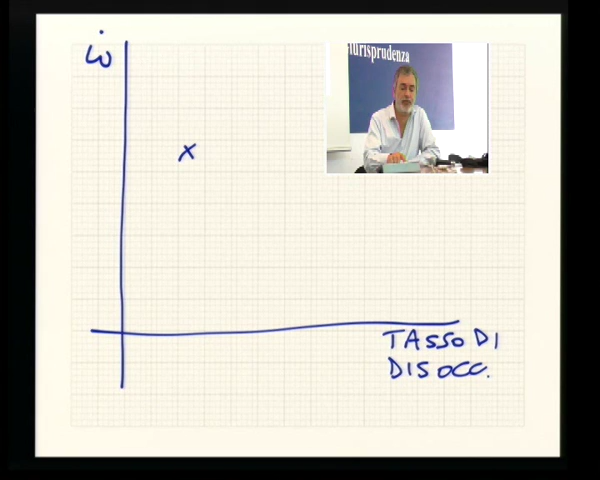 ẇ
iurisprudenza
x
TASSO DI
DISOCC.